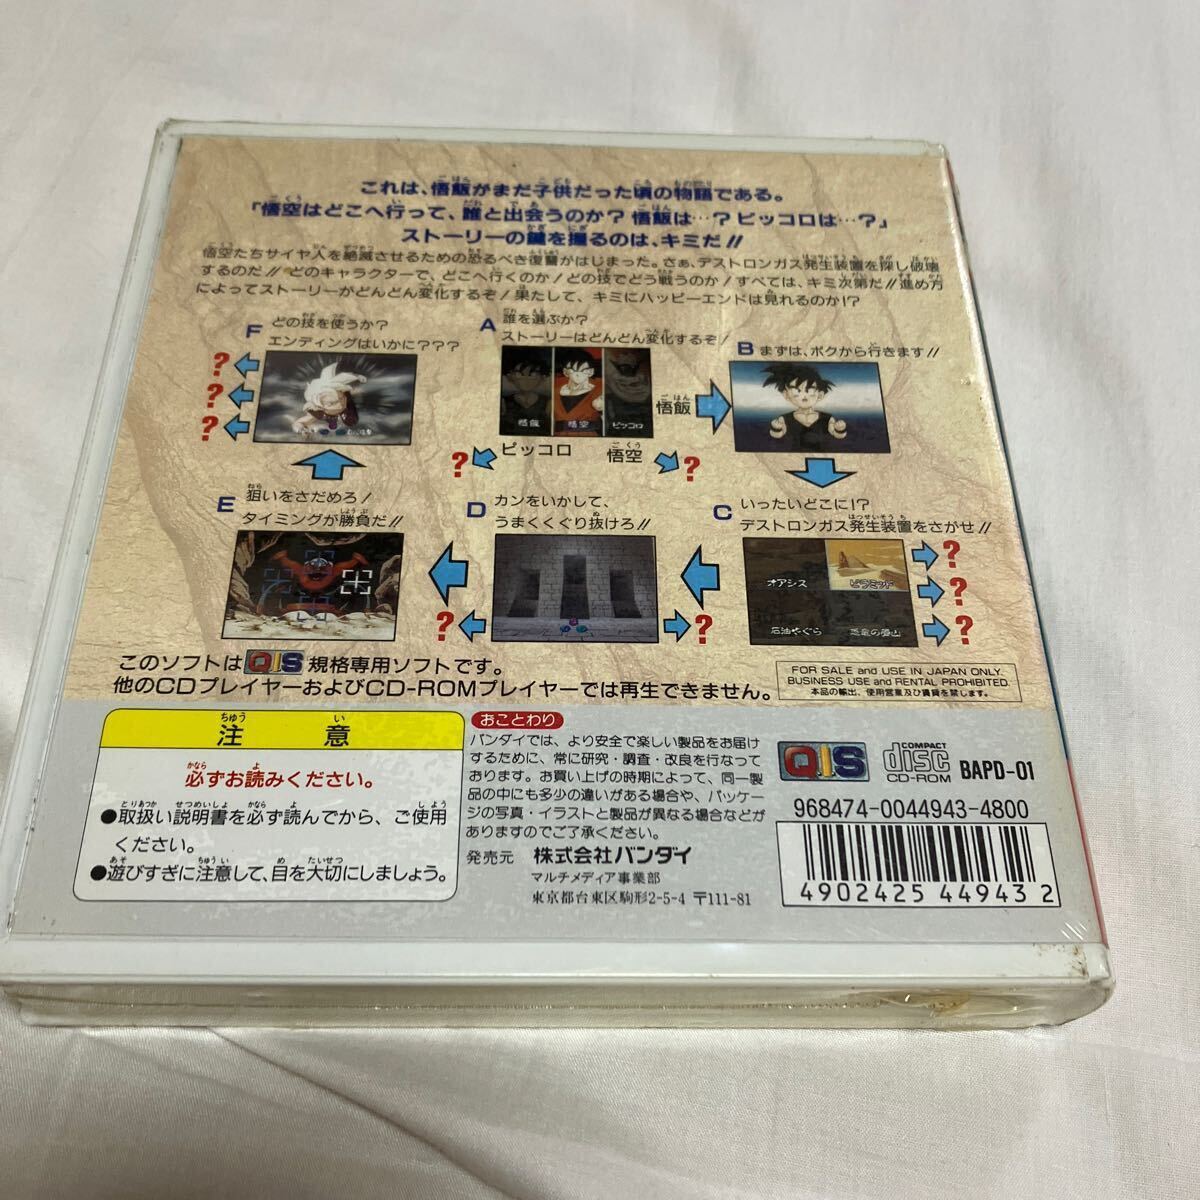 これは、悟飯がまだ子供だった頃の物語である。
「悟空はどこへ行って、誰と出会うのか?悟飯は…?ピッコロは…?」
ストーリーの鍵を握るのは、キミだ!!
悟空たちサイヤ人を絶滅させるための恐るべき復讐がはじまった。さぁ、デストロンガス発生装置を探し破壊
するのだ!!どのキャラクターで、どこへ行くのか!どの技でどう戦うのか!すべては、キミ次第だ!!進め方
によってストーリーがどんどん変化するぞ!果たして、キミにハッピーエンドは見れるのか!?
F どの技を使うか?
エンディングはいかに???
A 誰を選ぶか?
ストーリーはどんどん変化するぞ!
B まずは、ボクから行きます!!
? ? ?
悟飯 悟空 ピッコロ
悟飯
ピッコロ
悟空
? ?
E 狙いをさだめろ!
タイミングが勝負だ!!
D カンをいかして、
うまくくぐり抜けろ!!
C いったいどこに!?
デストロンガス発生装置をさがせ!!
オアシス ピラミッド
石油やぐら
? ?
? ? ?
このソフトはQIS規格専用ソフトです。
他のCDプレイヤーおよびCD-ROMプレイヤーでは再生できません。
FOR SALE and USE IN JAPAN ONLY.
BUSINESS USE and RENTAL PROHIBITED.
本品の輸出、使用営業及び賃貸を禁じます。
注意
必ずお読みください。
●取扱い説明書を必ず読んでから、ご使用
ください。
●遊びすぎに注意して、目を大切にしましょう。
おことわり
バンダイでは、より安全で楽しい製品をお届け
するために、常に研究・調査・改良を行なって
おります。お買い上げの時期によって、同一製
品の中にも多少の違いがある場合や、パッケー
ジの写真・イラストと製品が異なる場合などが
ありますのでご了承ください。
発売元 株式会社バンダイ
マルチメディア事業部
東京都台東区駒形2-5-4 〒111-81
QIS
COMPACT
disc
CD-ROM
BAPD-01
968474-0044943-4800
4902425 449432